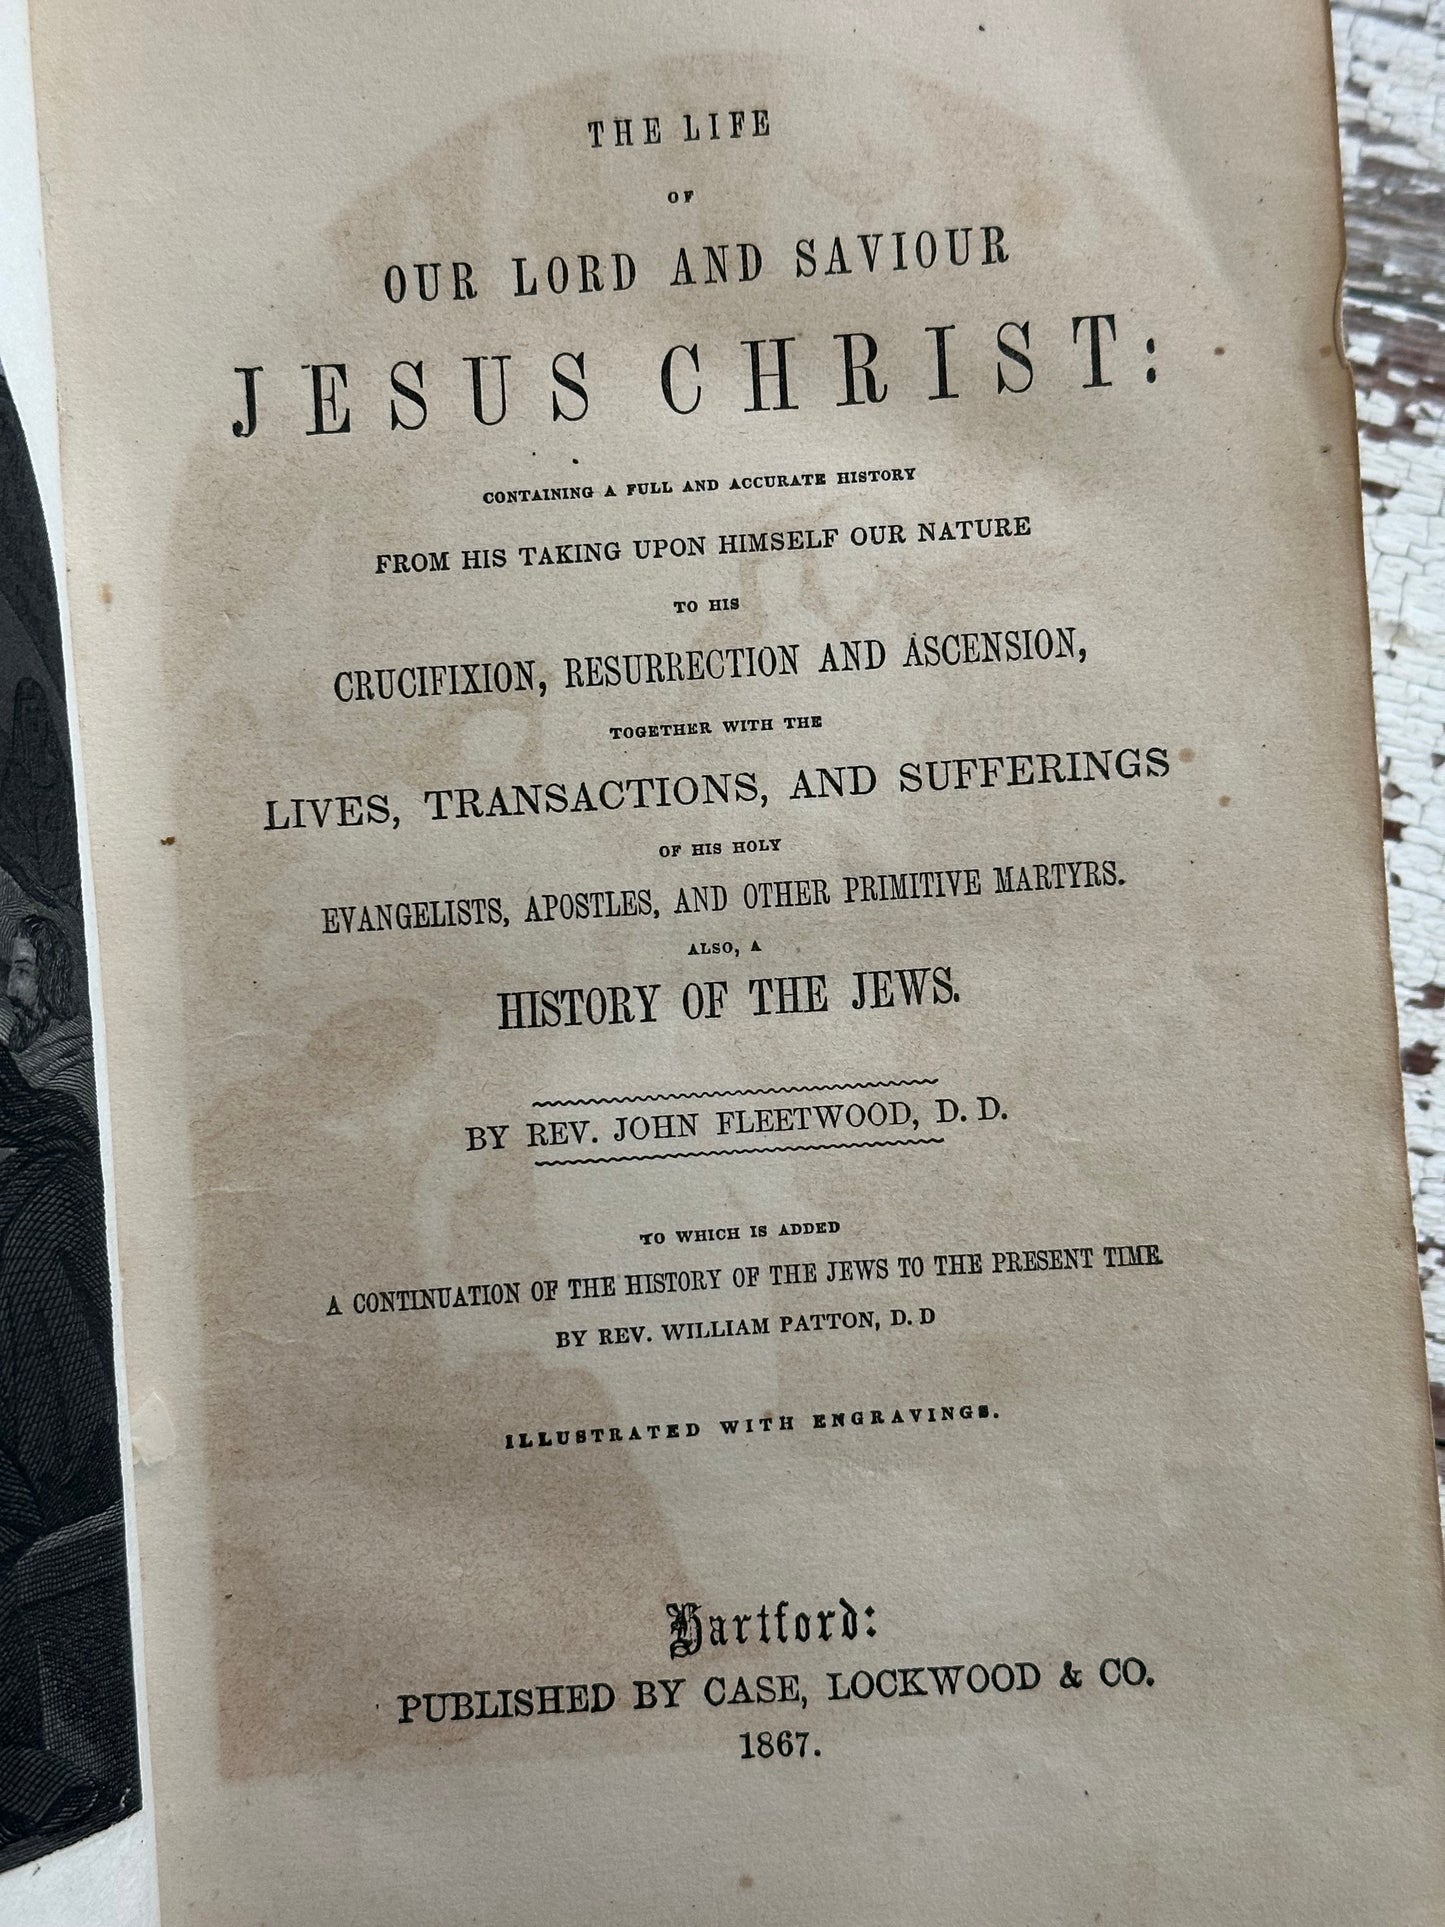 THE LIFE
OF
OUR LORD AND SAVIOUR
JESUS CHRIST:
CONTAINING A FULL AND ACCURATE HISTORY
FROM HIS TAKING UPON HIMSELF OUR NATURE
TO HIS
CRUCIFIXION, RESURRECTION AND ASCENSION,
TOGETHER WITH THE
LIVES, TRANSACTIONS, AND SUFFERINGS
OF HIS HOLY
EVANGELISTS, APOSTLES, AND OTHER PRIMITIVE MARTYRS.
ALSO, A
HISTORY OF THE JEWS.
BY REV. JOHN FLEETWOOD, D. D.
TO WHICH IS ADDED
A CONTINUATION OF THE HISTORY OF THE JEWS TO THE PRESENT TIME.
BY REV. WILLIAM PATTON, D. D
ILLUSTRATED WITH ENGRAVINGS.
Hartford:
PUBLISHED BY CASE, LOCKWOOD & CO.
1867.